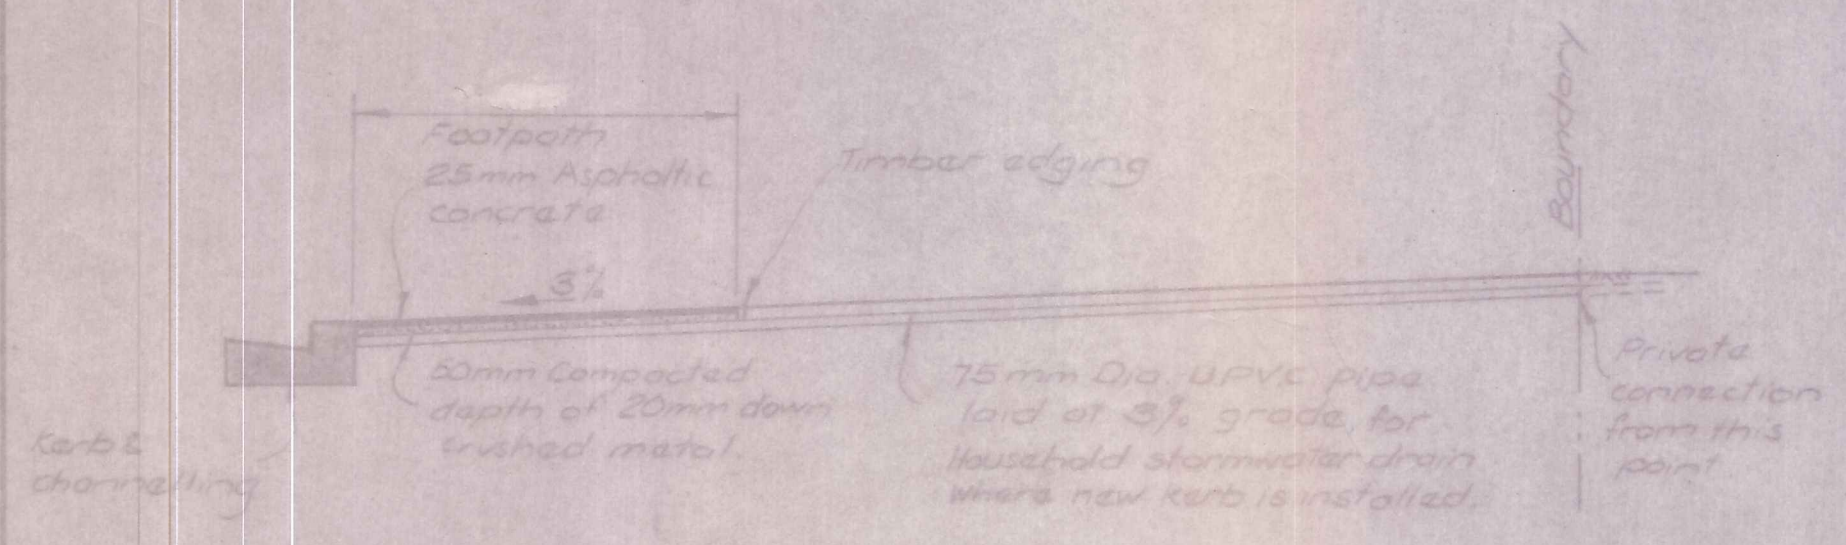 Boundary
Footpath
25mm Asphaltic
concrete
Timber edging
3%
50mm Compacted
depth of 20mm down
crushed metal.
75mm Dia. U.P.V.C pipe
laid at 3% grade, for
Household stormwater drain
where new kerb is installed.
Private
connection
from this
point
Kerb &
channelling